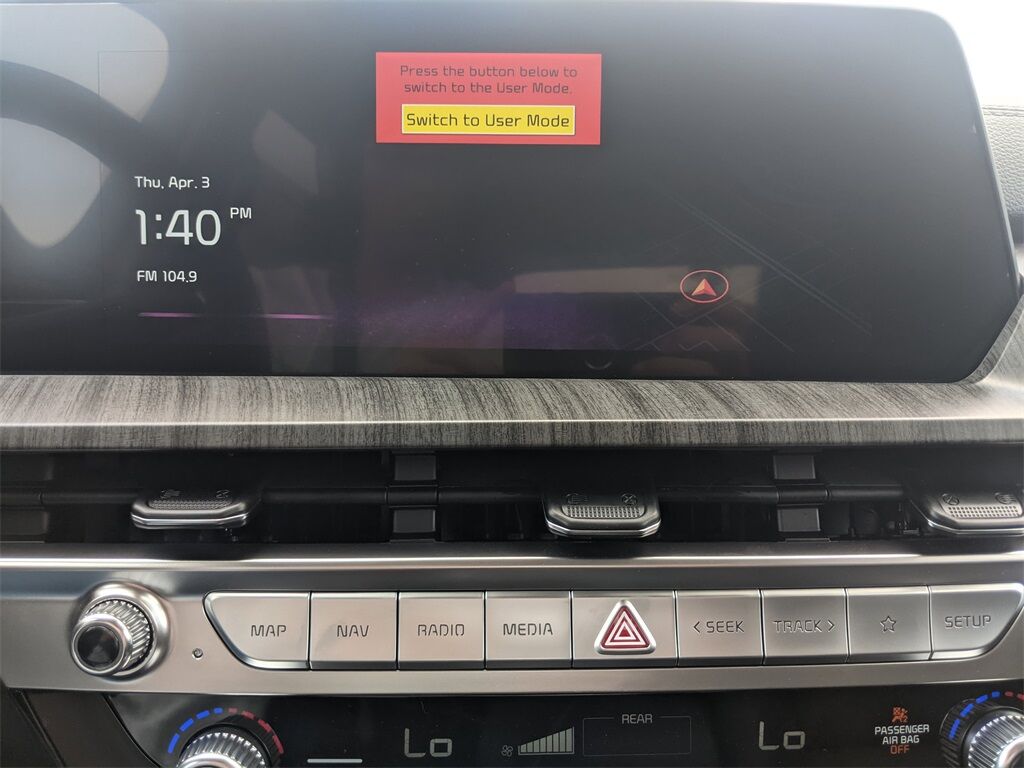 Press the button below to
switch to the User Mode.
Switch to User Mode
Thu, Apr. 3
1:40 PM
FM 104.9
MAP NAV RADIO MEDIA < SEEK TRACK > SETUP
Lo REAR Lo
PASSENGER
AIR BAG
OFF